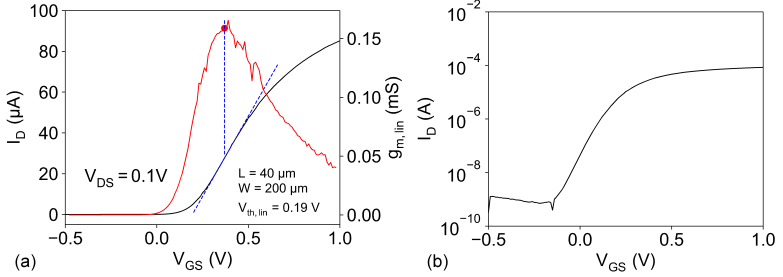 100
80
60
40
20
0
I_D (µA)
0.15
0.10
0.05
0.00
g_m,lin (mS)
V_DS = 0.1V
L = 40 µm
W = 200 µm
V_th,lin = 0.19 V
−0.5 0.0 0.5 1.0
V_GS (V)
(a)
10^−2
10^−4
10^−6
10^−8
10^−10
I_D (A)
−0.5 0.0 0.5 1.0
V_GS (V)
(b)